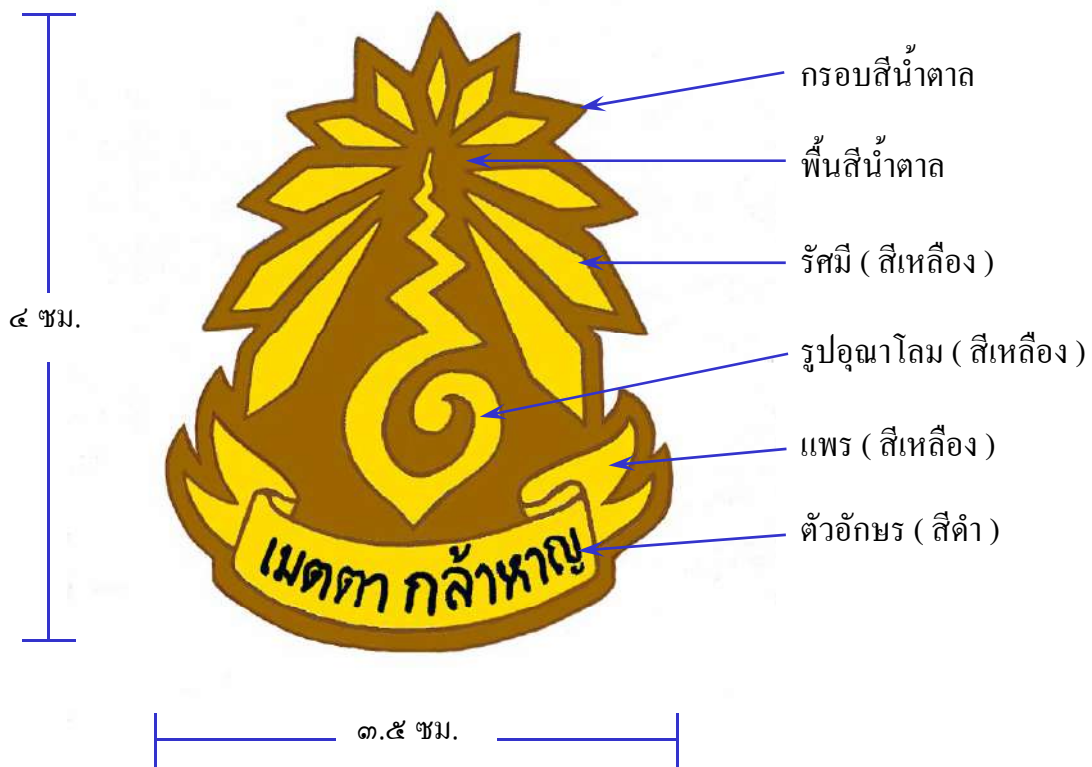 กรอบสีน้ำตาล
พื้นสีน้ำตาล
รัศมี ( สีเหลือง )
๔ ซม.
รูปอุณาโลม ( สีเหลือง )
แพร ( สีเหลือง )
ตัวอักษร ( สีดำ )
เมตตา กล้าหาญ
๓.๕ ซม.